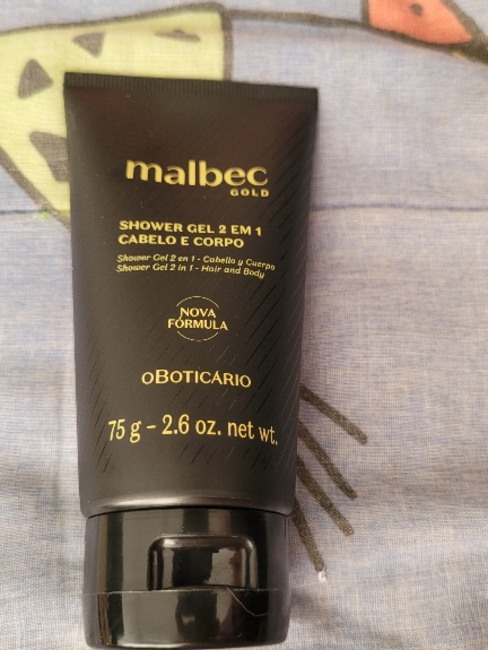 malbec
GOLD
SHOWER GEL 2 EM 1
CABELO E CORPO
Shower Gel 2 en 1 - Cabello y Cuerpo
Shower Gel 2 in 1 - Hair and Body
NOVA
FÓRMULA
oBOTICÁRIO
75 g - 2.6 oz. net wt.